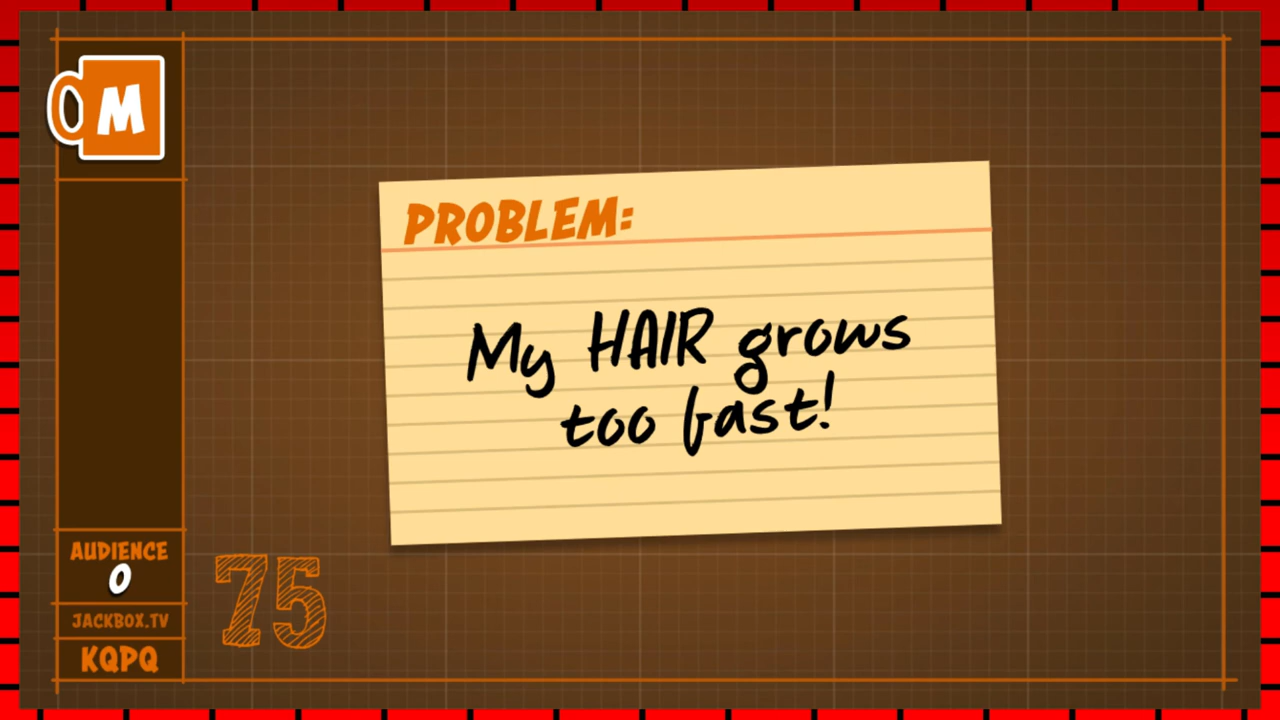 M
PROBLEM:
My HAIR grows
too fast!
AUDIENCE
0
JACKBOX.TV
KQPQ
75